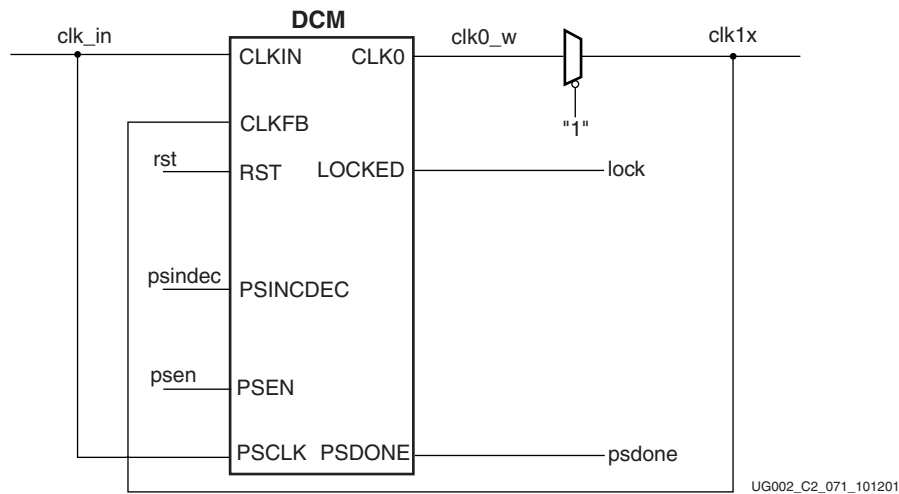 DCM
clk_in
CLKIN
CLK0
clk0_w
clk1x
CLKFB
"1"
rst
RST
LOCKED
lock
psindec
PSINCDEC
psen
PSEN
PSCLK
PSDONE
psdone
UG002_C2_071_101201